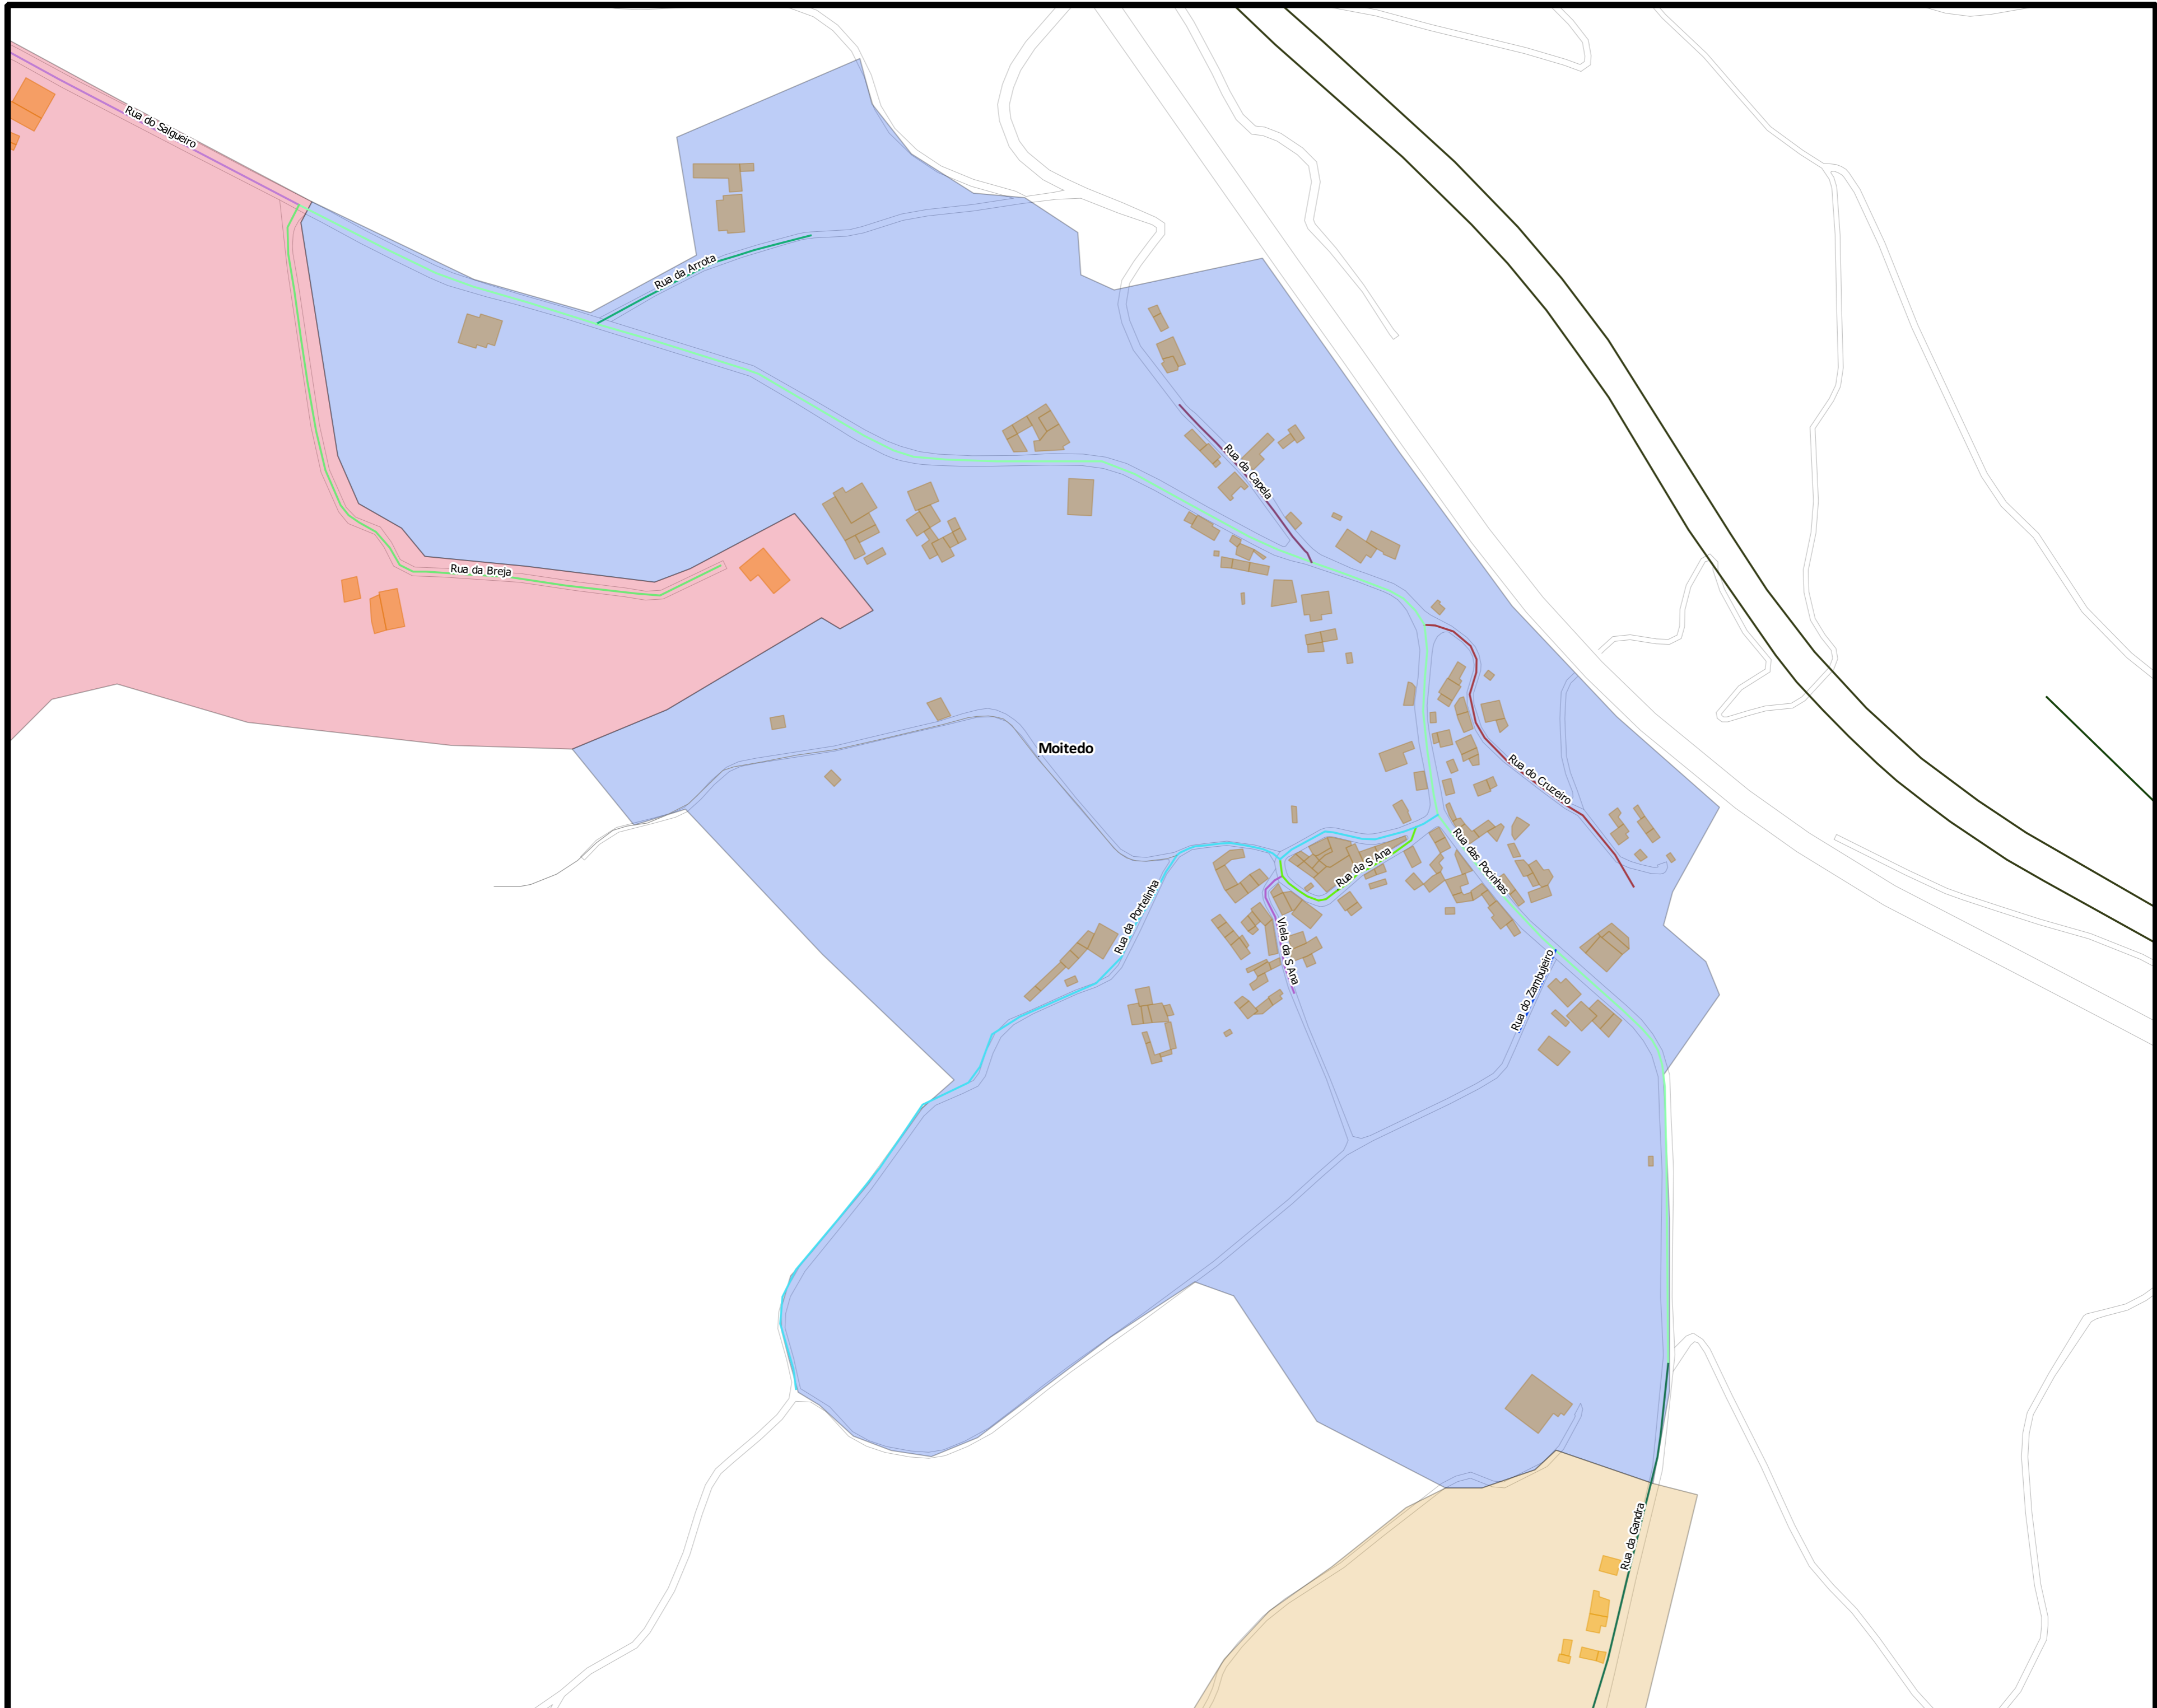 Rua do Salgueiro
Rua da Arrota
Rua da Capela
Rua da Breja
Moitedo
Rua do Cruzeiro
Rua das Pocinhas
Rua da S Ana
Rua da Portelinha
Viela da S Ana
Rua do Zambujeiro
Rua da Gandra